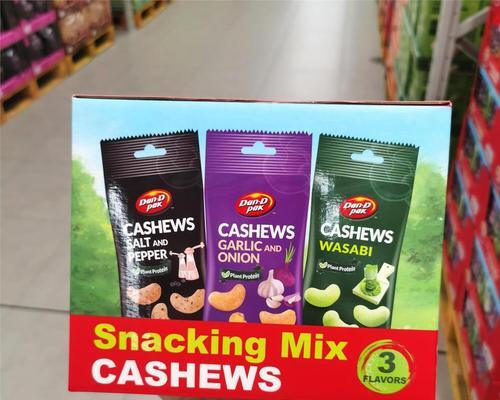 Dan-D pak
CASHEWS
SALT AND
PEPPER
Plant Protein
Dan-D pak
CASHEWS
GARLIC AND
ONION
Plant Protein
Dan-D pak
CASHEWS
WASABI
Plant Protein
Snacking Mix
CASHEWS
3
FLAVORS